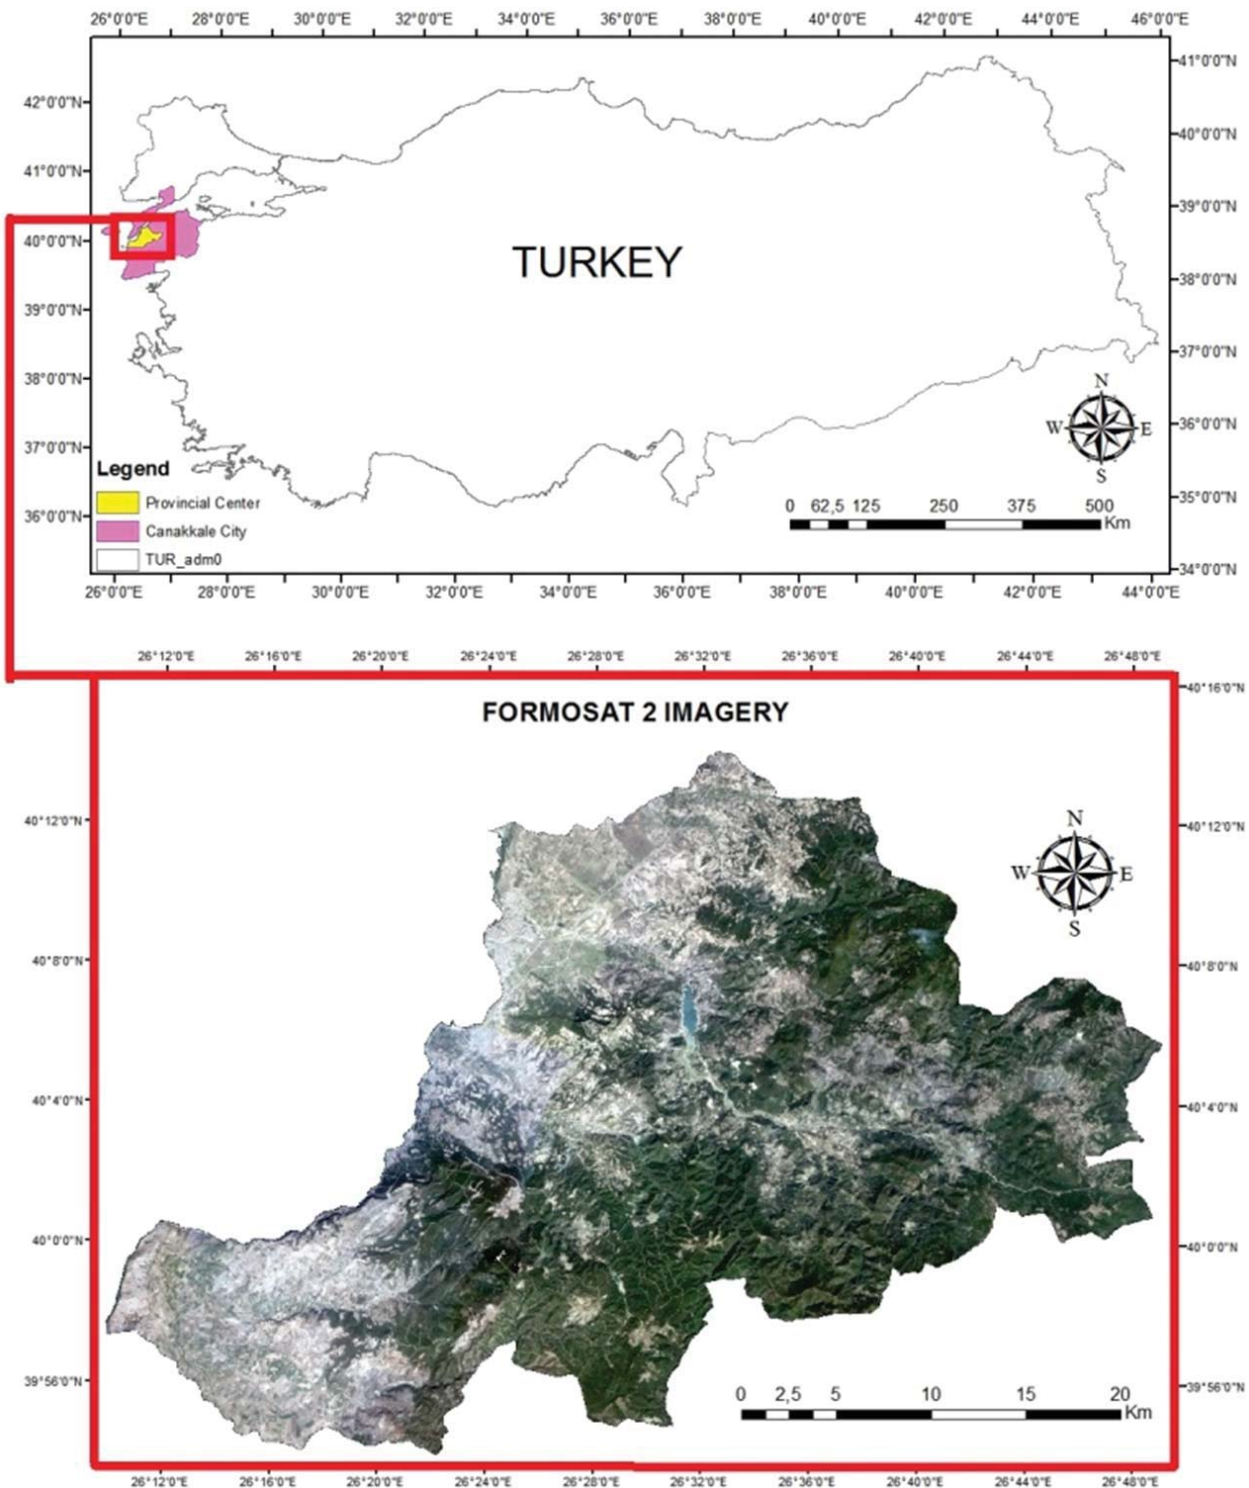 26°0'0"E 28°0'0"E 30°0'0"E 32°0'0"E 34°0'0"E 36°0'0"E 38°0'0"E 40°0'0"E 42°0'0"E 44°0'0"E 46°0'0"E
42°0'0"N
41°0'0"N
40°0'0"N
39°0'0"N
38°0'0"N
37°0'0"N
36°0'0"N
41°0'0"N
40°0'0"N
39°0'0"N
38°0'0"N
37°0'0"N
36°0'0"N
35°0'0"N
34°0'0"N
TURKEY
N
W E
S
Legend
Provincial Center
Canakkale City
TUR_adm0
0 62,5 125 250 375 500
Km
26°0'0"E 28°0'0"E 30°0'0"E 32°0'0"E 34°0'0"E 36°0'0"E 38°0'0"E 40°0'0"E 42°0'0"E 44°0'0"E
26°12'0"E 26°16'0"E 26°20'0"E 26°24'0"E 26°28'0"E 26°32'0"E 26°36'0"E 26°40'0"E 26°44'0"E 26°48'0"E
FORMOSAT 2 IMAGERY
40°12'0"N
40°8'0"N
40°4'0"N
40°0'0"N
39°56'0"N
40°16'0"N
40°12'0"N
40°8'0"N
40°4'0"N
40°0'0"N
39°56'0"N
N
W E
S
0 2,5 5 10 15 20
Km
26°12'0"E 26°16'0"E 26°20'0"E 26°24'0"E 26°28'0"E 26°32'0"E 26°36'0"E 26°40'0"E 26°44'0"E 26°48'0"E